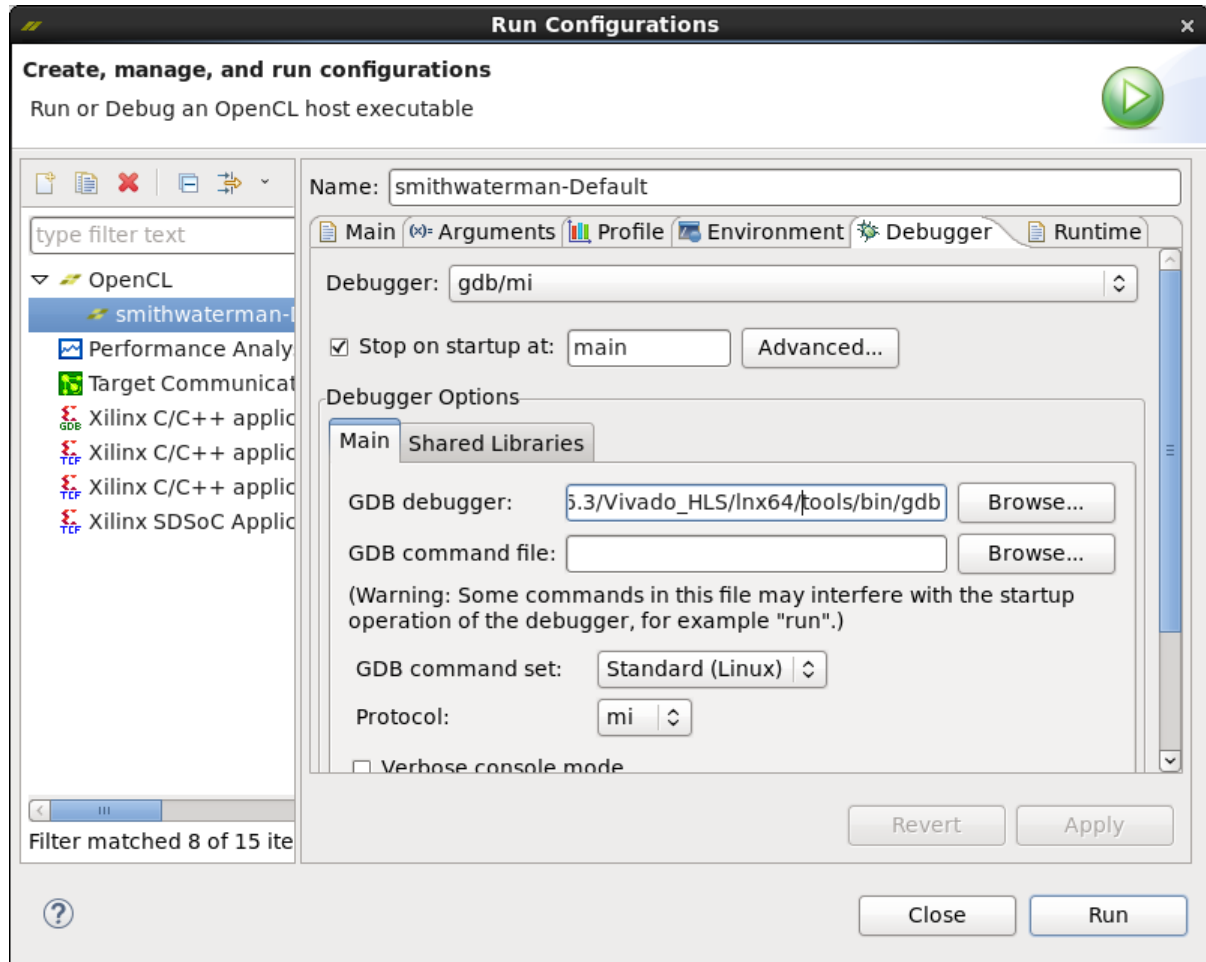 Run Configurations
Create, manage, and run configurations
Run or Debug an OpenCL host executable
type filter text
OpenCL
smithwaterman-
Performance Analy
Target Communicat
GDB Xilinx C/C++ applic
TCF Xilinx C/C++ applic
TCF Xilinx C/C++ applic
TCF Xilinx SDSoC Applic
Filter matched 8 of 15 ite
Name: smithwaterman-Default
Main (x)= Arguments Profile Environment Debugger Runtime
Debugger: gdb/mi
Stop on startup at: main Advanced...
Debugger Options
Main Shared Libraries
GDB debugger: .3/Vivado_HLS/lnx64/tools/bin/gdb Browse...
GDB command file: Browse...
(Warning: Some commands in this file may interfere with the startup
operation of the debugger, for example "run".)
GDB command set: Standard (Linux)
Protocol: mi
Verbose console mode
Revert Apply
? Close Run